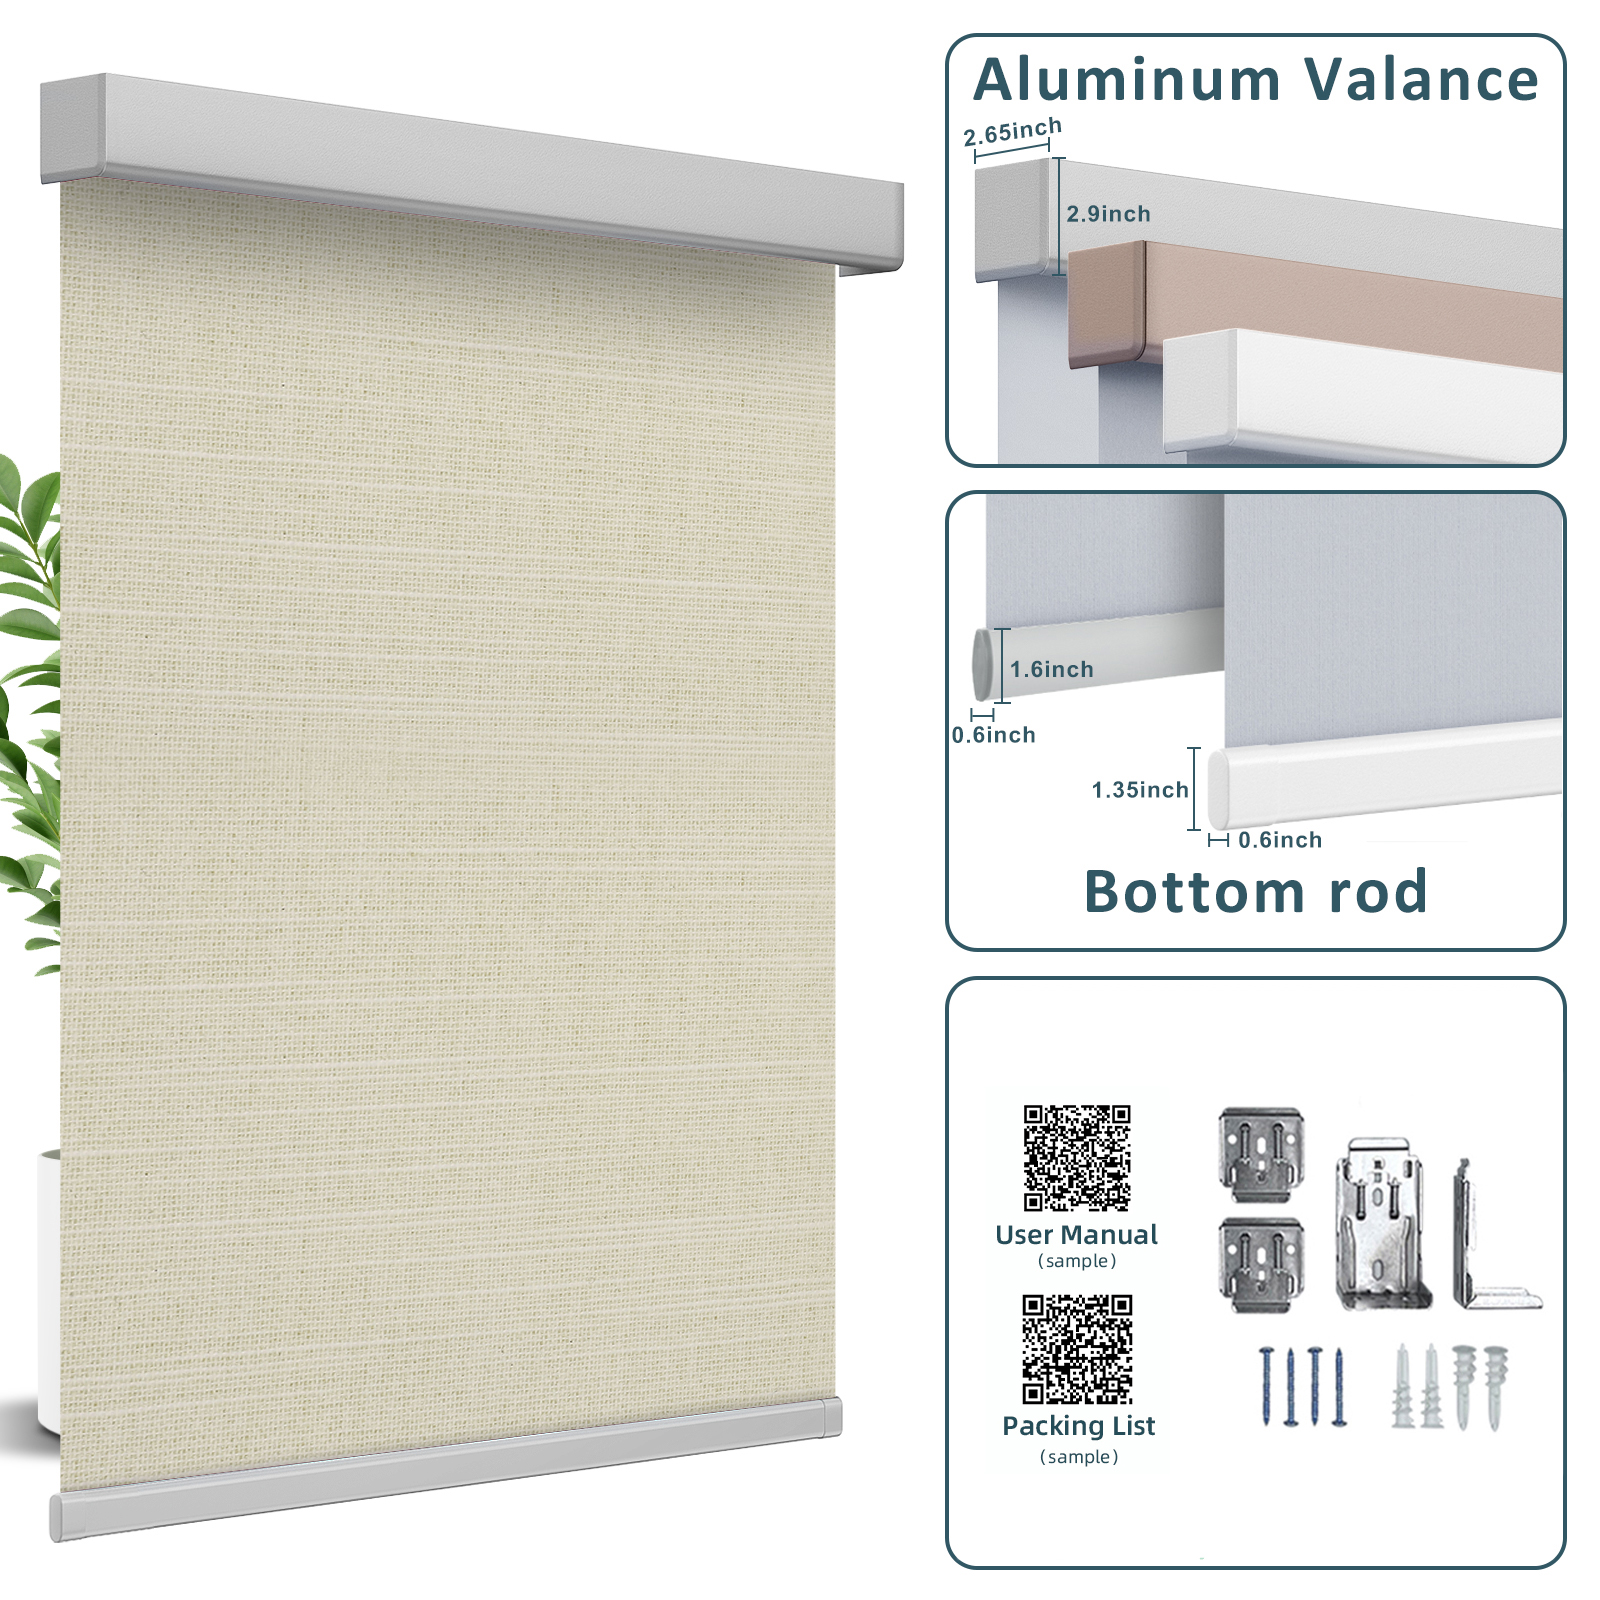 Aluminum Valance
2.65inch
2.9inch
1.6inch
0.6inch
1.35inch
0.6inch
Bottom rod
User Manual
(sample)
Packing List
(sample)